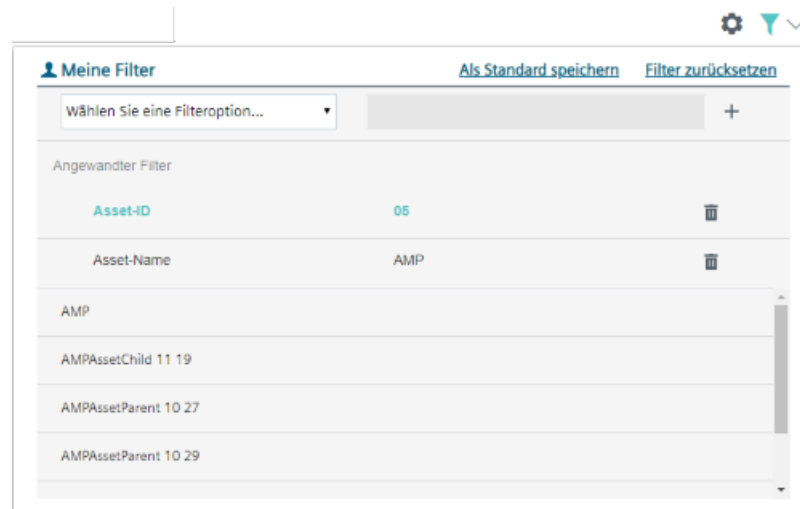 Meine Filter Als Standard speichern Filter zurücksetzen
Wählen Sie eine Filteroption...
Angewandter Filter
Asset-ID 05
Asset-Name AMP
AMP
AMPAssetChild 11 19
AMPAssetParent 10 27
AMPAssetParent 10 29